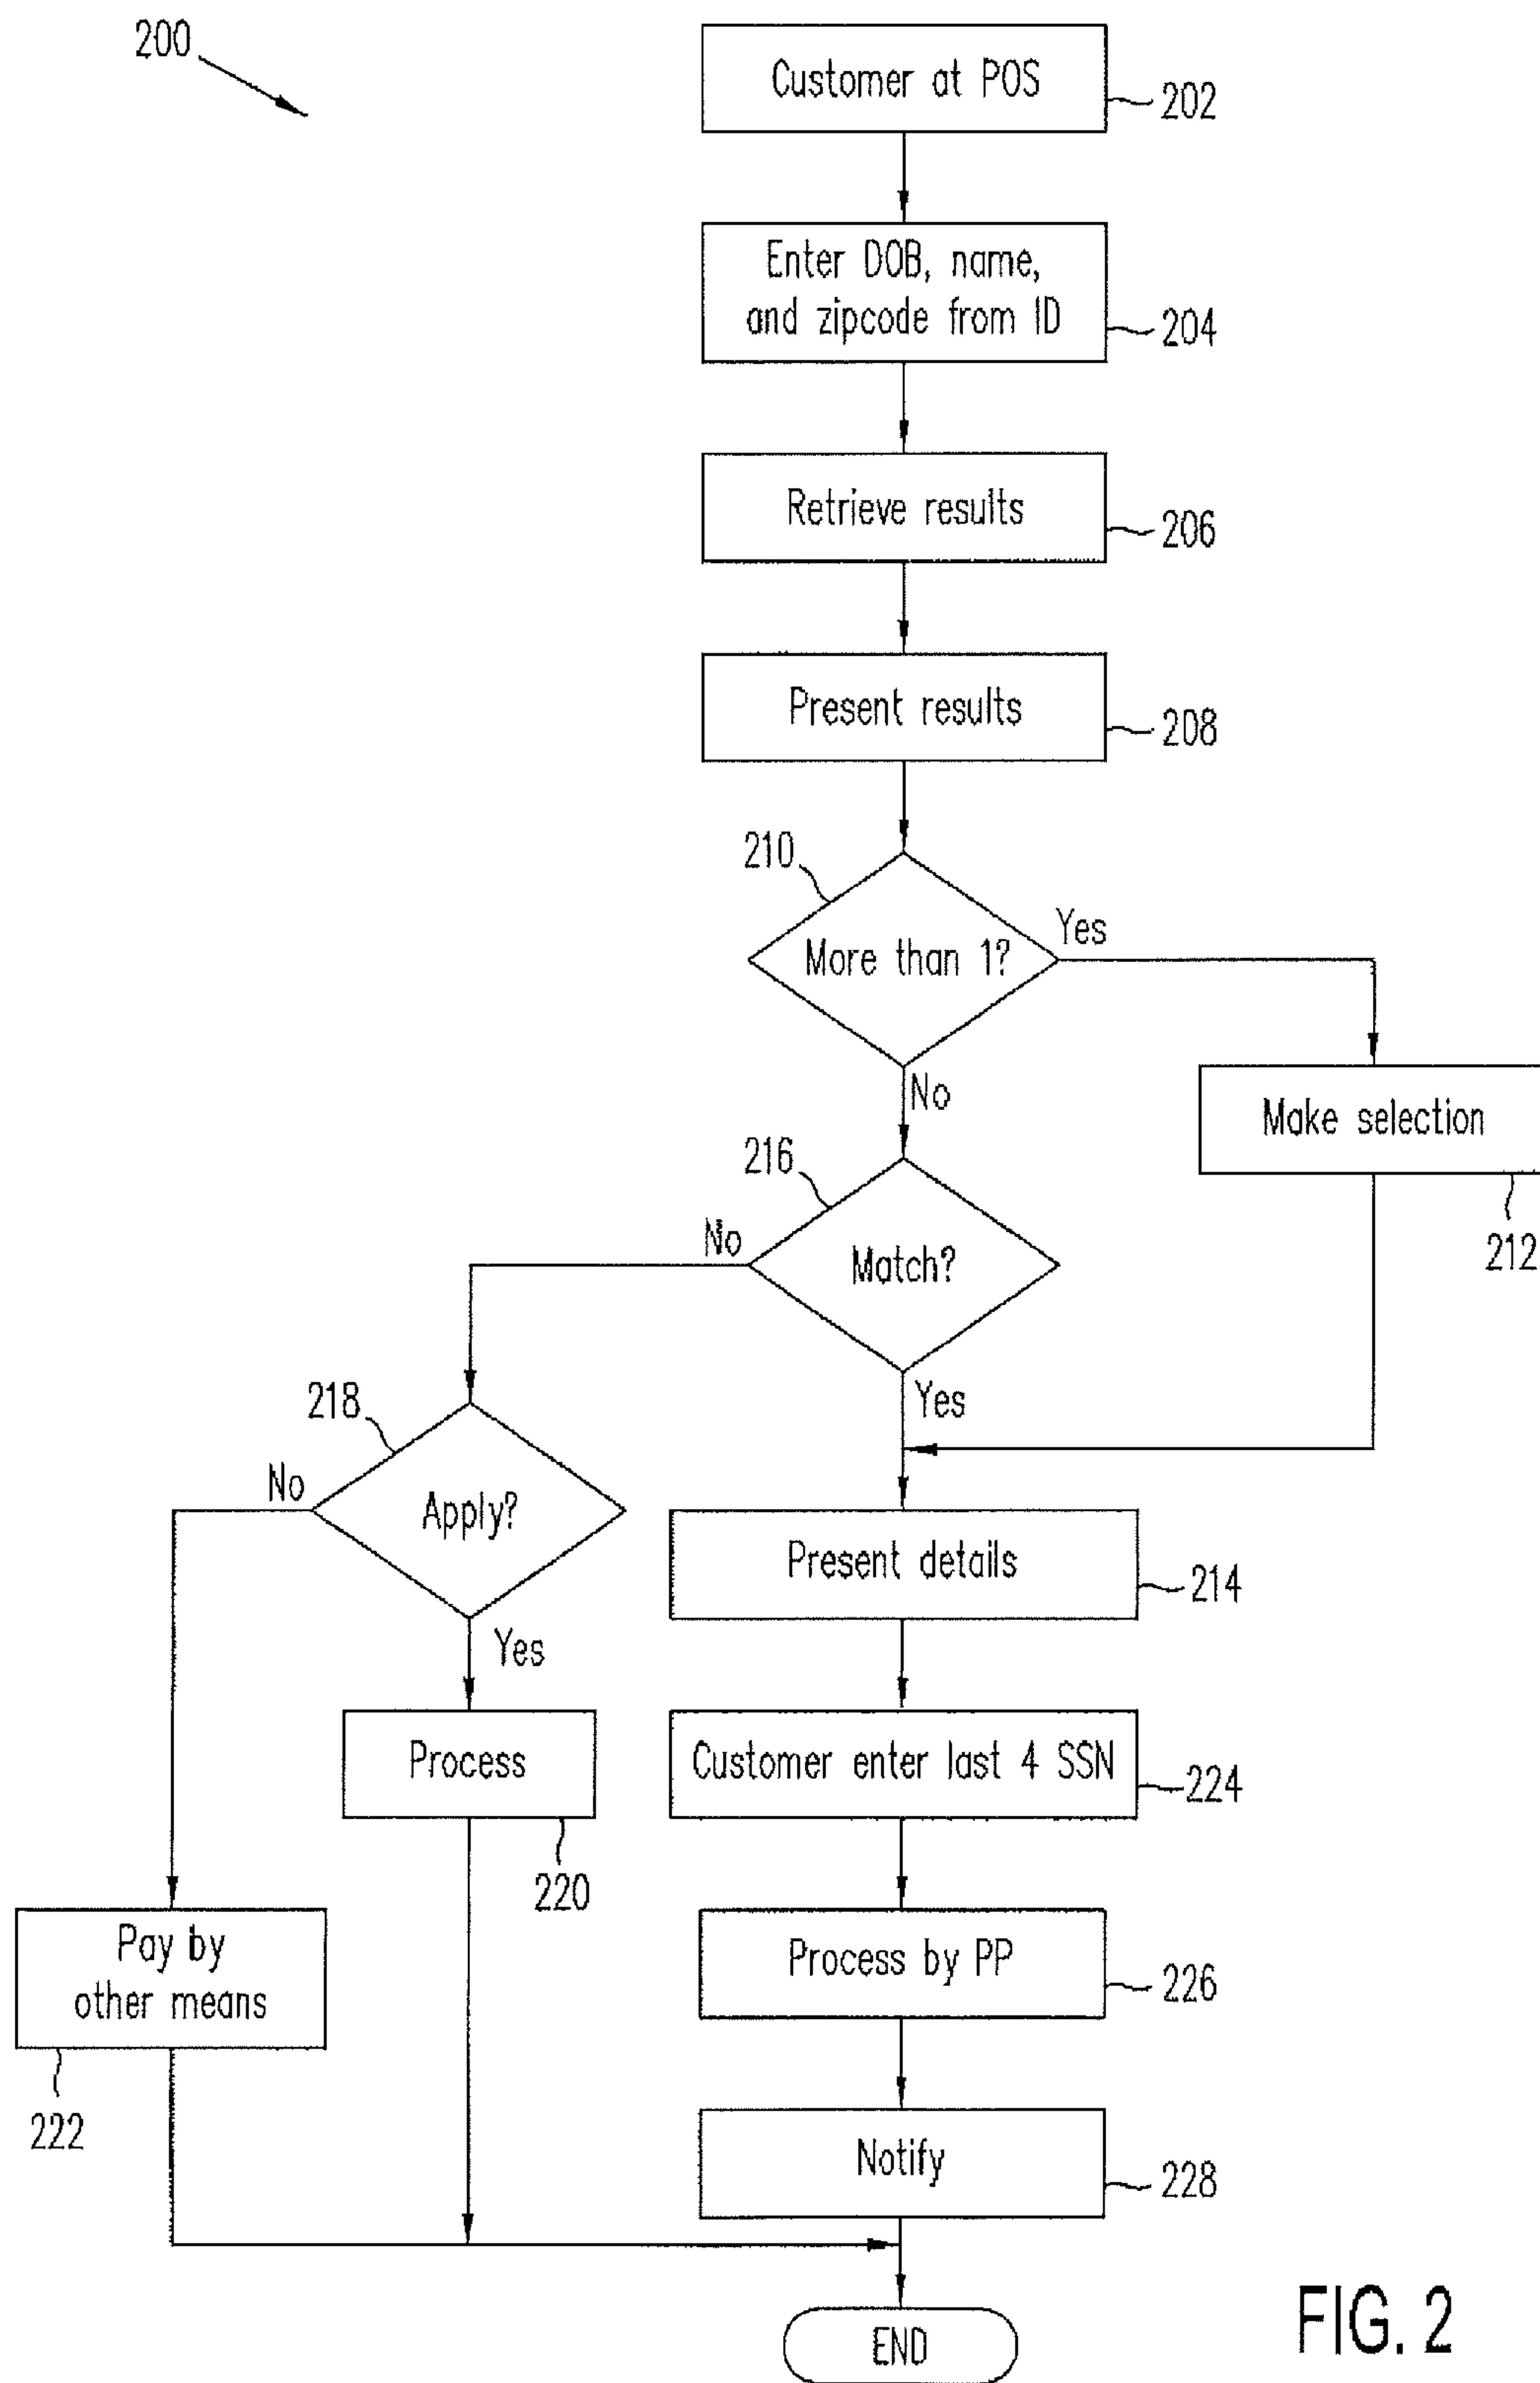 200
Customer at POS
202
Enter DOB, name,
and zipcode from ID
204
Retrieve results
206
Present results
208
210
More than 1?
Yes
No
Make selection
212
216
Match?
No
Yes
218
Apply?
No
Yes
Present details
214
Process
220
Customer enter last 4 SSN
224
Pay by
other means
222
Process by PP
226
Notify
228
END
FIG. 2